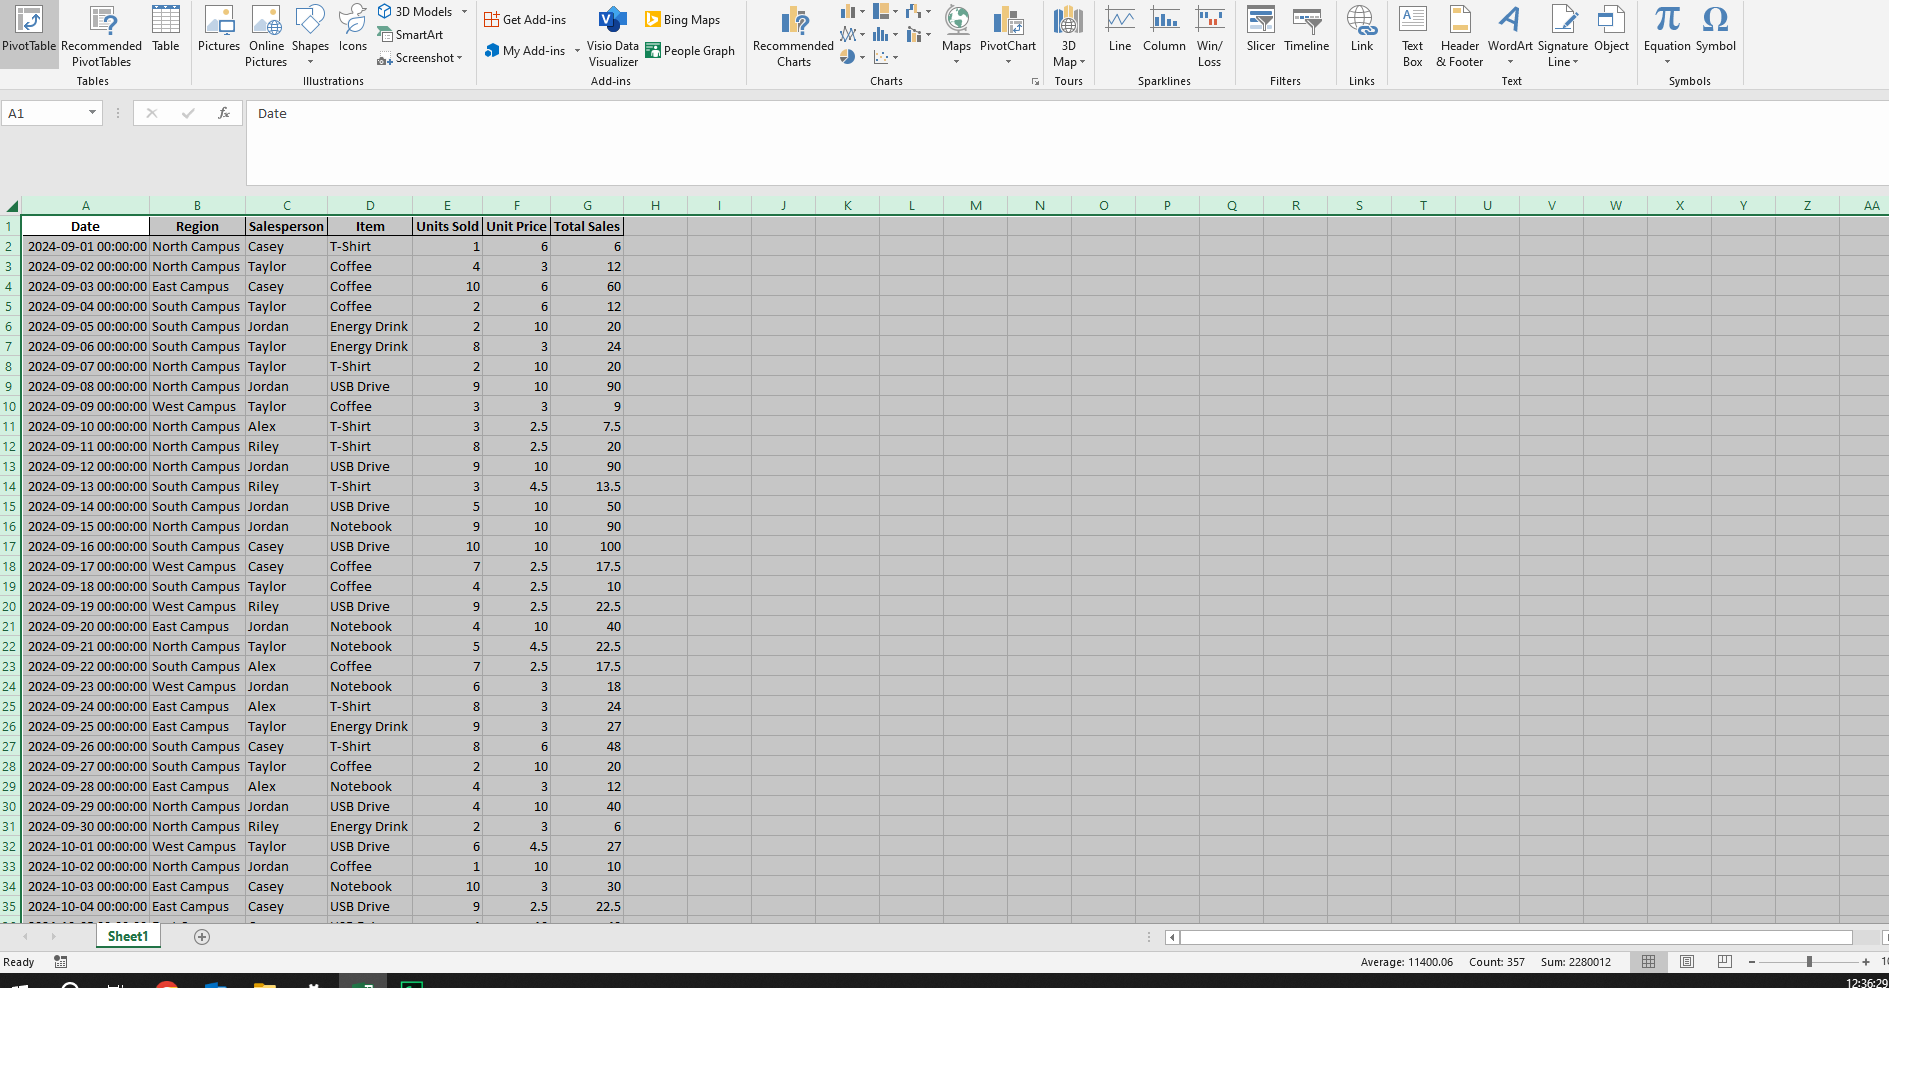 PivotTable Recommended PivotTables Table Pictures Online Pictures Shapes Icons 3D Models SmartArt Screenshot Get Add-ins My Add-ins Visio Data Visualizer Bing Maps People Graph Recommended Charts Maps PivotChart 3D Map Line Column Win/Loss Slicer Timeline Link Text Box Header & Footer WordArt Signature Line Object Equation Symbol
Tables Illustrations Add-ins Charts Tours Sparklines Filters Links Text Symbols
A1 fx Date
A B C D E F G H I J K L M N O P Q R S T U V W X Y Z AA
1 Date Region Salesperson Item Units Sold Unit Price Total Sales
2 2024-09-01 00:00:00 North Campus Casey T-Shirt 1 6 6
3 2024-09-02 00:00:00 North Campus Taylor Coffee 4 3 12
4 2024-09-03 00:00:00 East Campus Casey Coffee 10 6 60
5 2024-09-04 00:00:00 South Campus Taylor Coffee 2 6 12
6 2024-09-05 00:00:00 South Campus Jordan Energy Drink 2 10 20
7 2024-09-06 00:00:00 South Campus Taylor Energy Drink 8 3 24
8 2024-09-07 00:00:00 North Campus Taylor T-Shirt 2 10 20
9 2024-09-08 00:00:00 North Campus Jordan USB Drive 9 10 90
10 2024-09-09 00:00:00 West Campus Taylor Coffee 3 3 9
11 2024-09-10 00:00:00 North Campus Alex T-Shirt 3 2.5 7.5
12 2024-09-11 00:00:00 North Campus Riley T-Shirt 8 2.5 20
13 2024-09-12 00:00:00 North Campus Jordan USB Drive 9 10 90
14 2024-09-13 00:00:00 South Campus Riley T-Shirt 3 4.5 13.5
15 2024-09-14 00:00:00 South Campus Jordan USB Drive 5 10 50
16 2024-09-15 00:00:00 North Campus Jordan Notebook 9 10 90
17 2024-09-16 00:00:00 South Campus Casey USB Drive 10 10 100
18 2024-09-17 00:00:00 West Campus Casey Coffee 7 2.5 17.5
19 2024-09-18 00:00:00 South Campus Taylor Coffee 4 2.5 10
20 2024-09-19 00:00:00 West Campus Riley USB Drive 9 2.5 22.5
21 2024-09-20 00:00:00 East Campus Jordan Notebook 4 10 40
22 2024-09-21 00:00:00 North Campus Taylor Notebook 5 4.5 22.5
23 2024-09-22 00:00:00 South Campus Alex Coffee 7 2.5 17.5
24 2024-09-23 00:00:00 West Campus Jordan Notebook 6 3 18
25 2024-09-24 00:00:00 East Campus Alex T-Shirt 8 3 24
26 2024-09-25 00:00:00 East Campus Taylor Energy Drink 9 3 27
27 2024-09-26 00:00:00 South Campus Casey T-Shirt 8 6 48
28 2024-09-27 00:00:00 South Campus Taylor Coffee 2 10 20
29 2024-09-28 00:00:00 East Campus Alex Notebook 4 3 12
30 2024-09-29 00:00:00 North Campus Jordan USB Drive 4 10 40
31 2024-09-30 00:00:00 North Campus Riley Energy Drink 2 3 6
32 2024-10-01 00:00:00 West Campus Taylor USB Drive 6 4.5 27
33 2024-10-02 00:00:00 North Campus Jordan Coffee 1 10 10
34 2024-10-03 00:00:00 East Campus Casey Notebook 10 3 30
35 2024-10-04 00:00:00 East Campus Casey USB Drive 9 2.5 22.5
Sheet1
Ready Average: 11400.06 Count: 357 Sum: 2280012
12:36:29